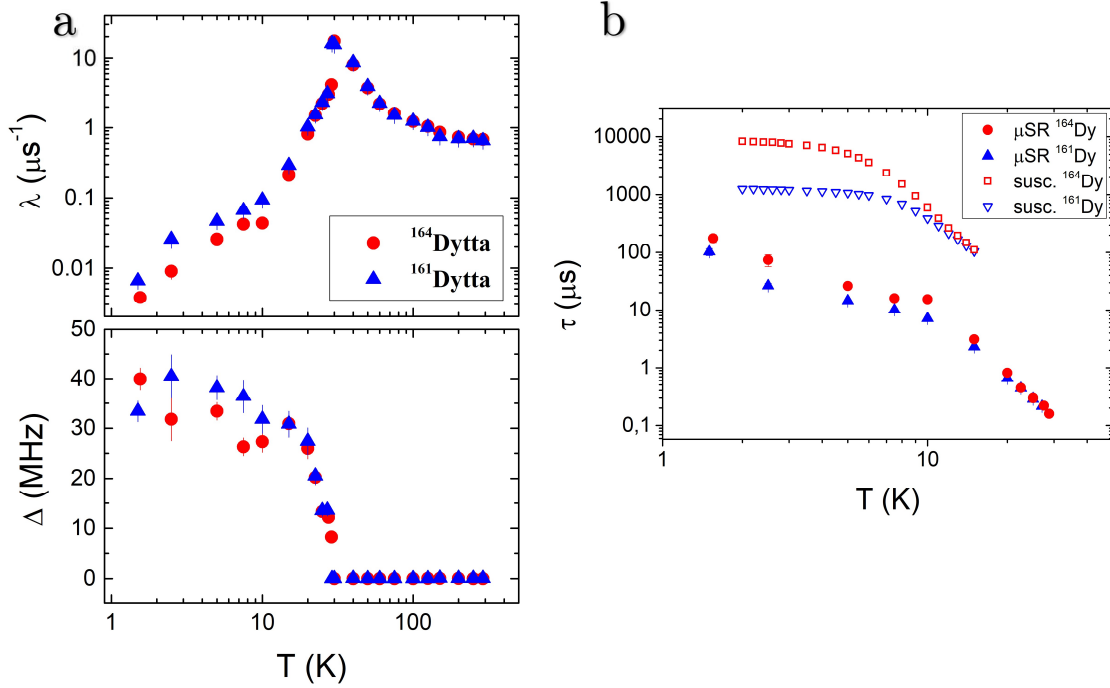 a
λ (μs⁻¹)
10
1
0.1
0.01
¹⁶⁴Dytta
¹⁶¹Dytta
Δ (MHz)
50
40
30
20
10
0
1
10
100
T (K)
b
τ (μs)
10000
1000
100
10
1
0,1
μSR ¹⁶⁴Dy
μSR ¹⁶¹Dy
susc. ¹⁶⁴Dy
susc. ¹⁶¹Dy
1
10
T (K)